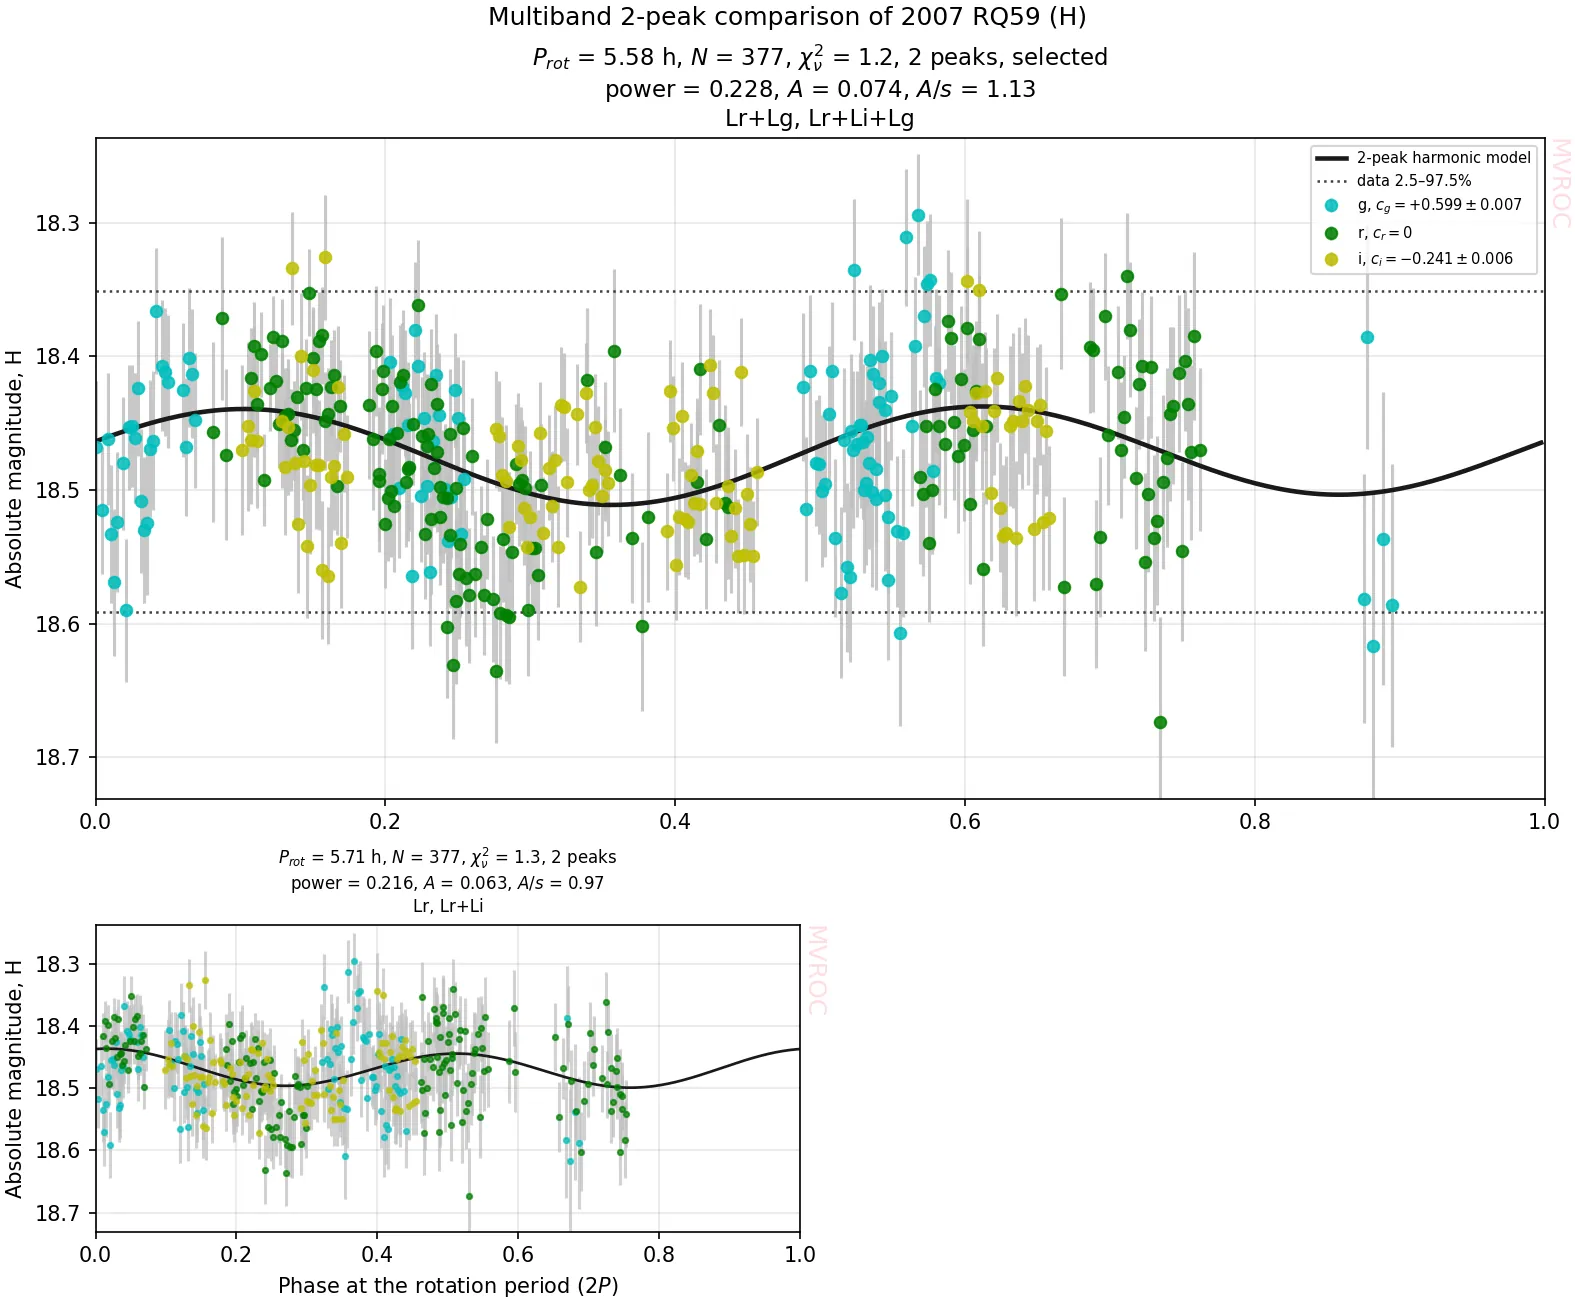 Multiband 2-peak comparison of 2007 RQ59 (H)
P_rot = 5.58 h, N = 377, χ²_ν = 1.2, 2 peaks, selected
power = 0.228, A = 0.074, A/s = 1.13
Lr+Lg, Lr+Li+Lg
2-peak harmonic model
data 2.5–97.5%
g, c_g = +0.599 ± 0.007
r, c_r = 0
i, c_i = −0.241 ± 0.006
MVROC
Absolute magnitude, H
18.3
18.4
18.5
18.6
18.7
0.0 0.2 0.4 0.6 0.8 1.0
P_rot = 5.71 h, N = 377, χ²_ν = 1.3, 2 peaks
power = 0.216, A = 0.063, A/s = 0.97
Lr, Lr+Li
MVROC
Absolute magnitude, H
18.3
18.4
18.5
18.6
18.7
0.0 0.2 0.4 0.6 0.8 1.0
Phase at the rotation period (2P)